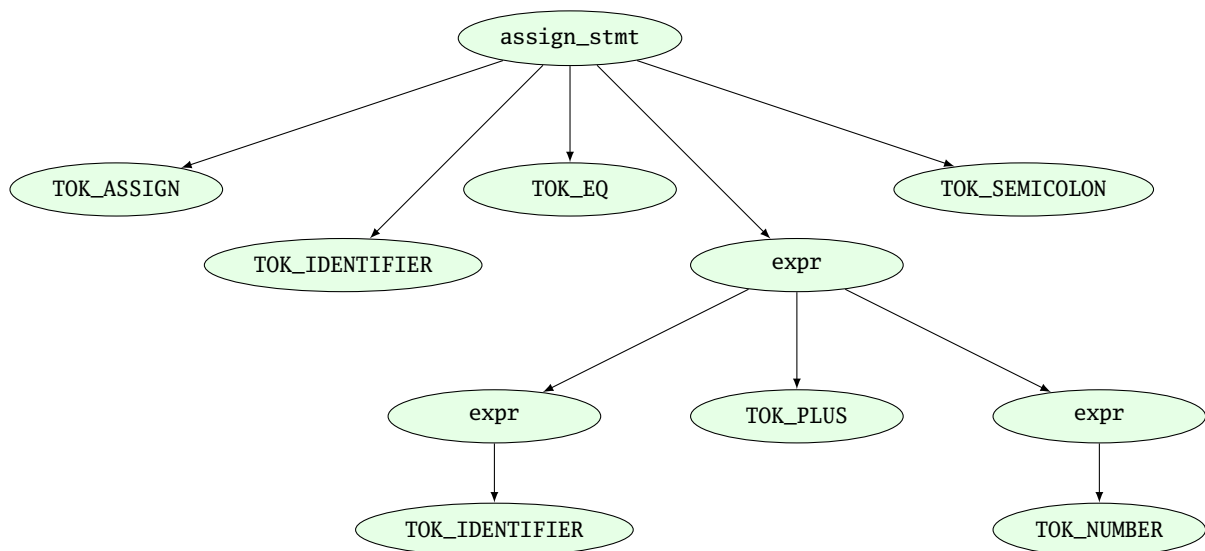 assign_stmt
TOK_ASSIGN
TOK_EQ
TOK_SEMICOLON
TOK_IDENTIFIER
expr
expr
TOK_PLUS
expr
TOK_IDENTIFIER
TOK_NUMBER